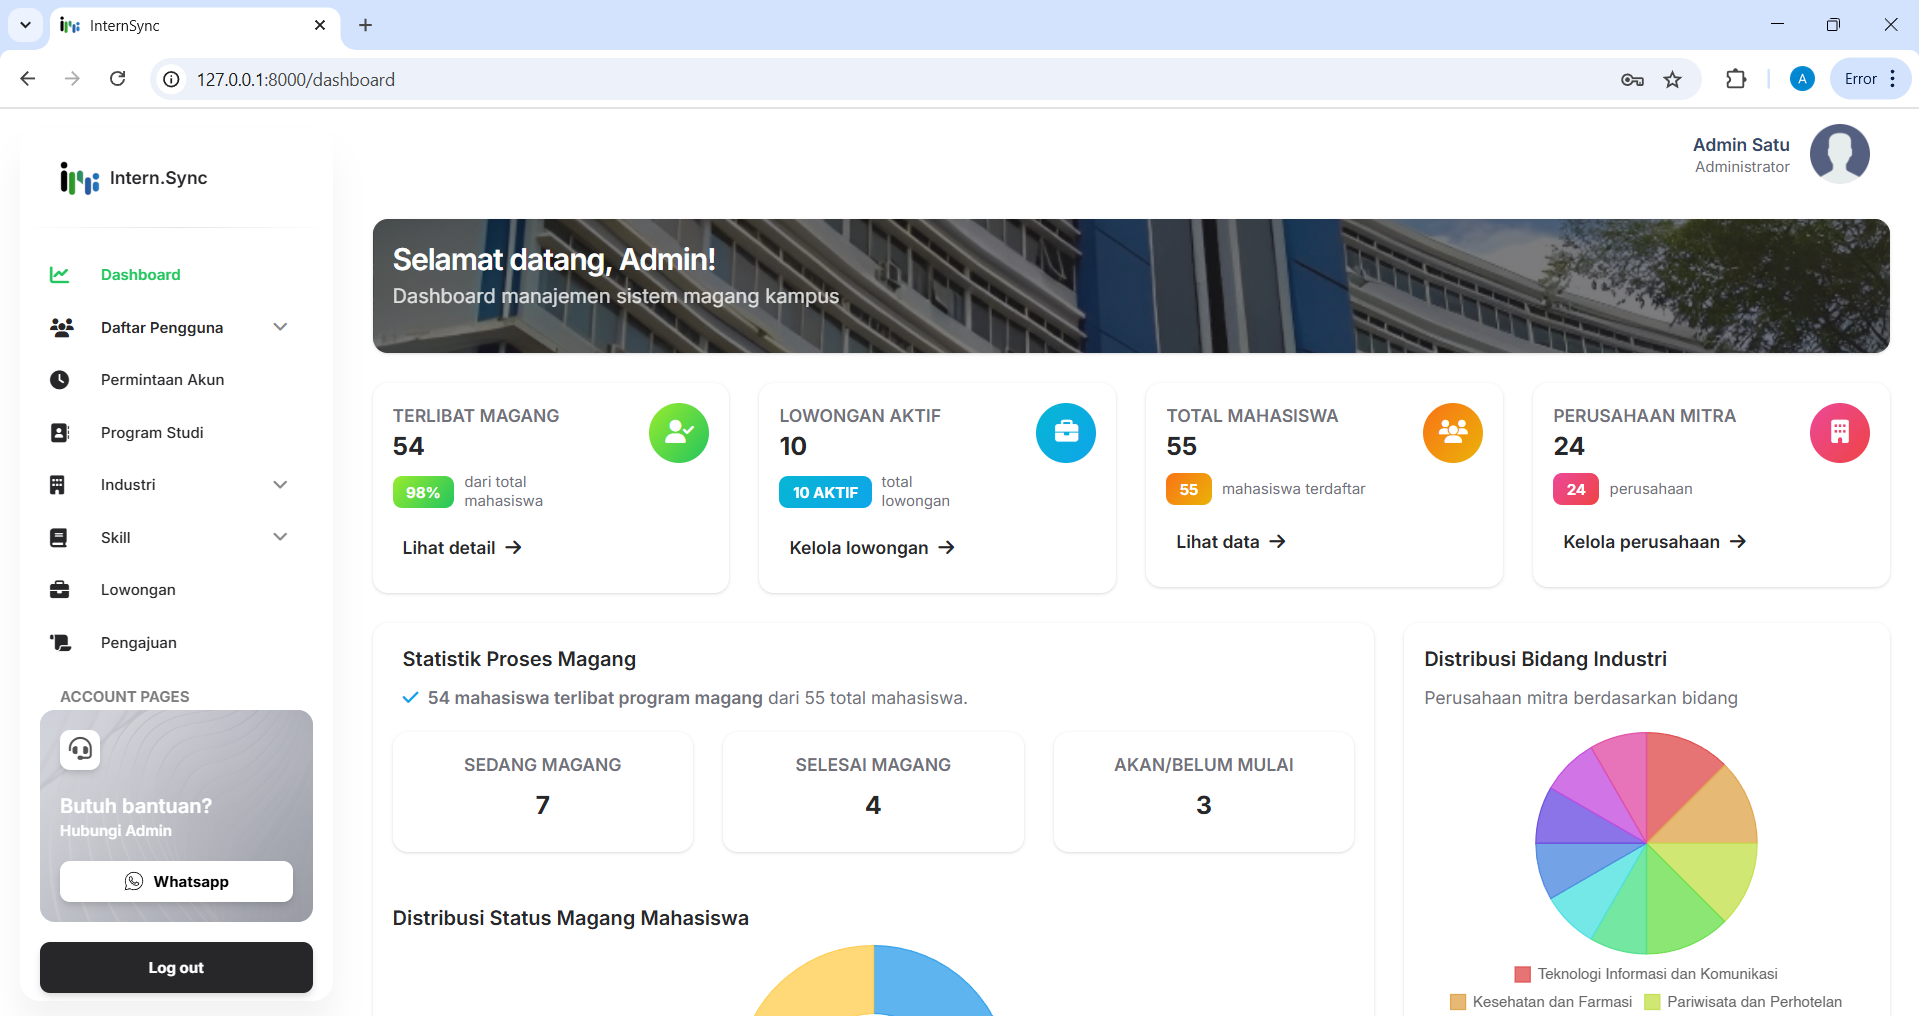 InternSync
127.0.0.1:8000/dashboard
A
Error
Intern.Sync
Admin Satu
Administrator
Dashboard
Daftar Pengguna
Permintaan Akun
Program Studi
Industri
Skill
Lowongan
Pengajuan
ACCOUNT PAGES
Butuh bantuan?
Hubungi Admin
Whatsapp
Log out
Selamat datang, Admin!
Dashboard manajemen sistem magang kampus
TERLIBAT MAGANG
54
98% dari total
mahasiswa
Lihat detail
LOWONGAN AKTIF
10
10 AKTIF total
lowongan
Kelola lowongan
TOTAL MAHASISWA
55
55 mahasiswa terdaftar
Lihat data
PERUSAHAAN MITRA
24
24 perusahaan
Kelola perusahaan
Statistik Proses Magang
54 mahasiswa terlibat program magang dari 55 total mahasiswa.
SEDANG MAGANG
7
SELESAI MAGANG
4
AKAN/BELUM MULAI
3
Distribusi Status Magang Mahasiswa
Distribusi Bidang Industri
Perusahaan mitra berdasarkan bidang
Teknologi Informasi dan Komunikasi
Kesehatan dan Farmasi Pariwisata dan Perhotelan